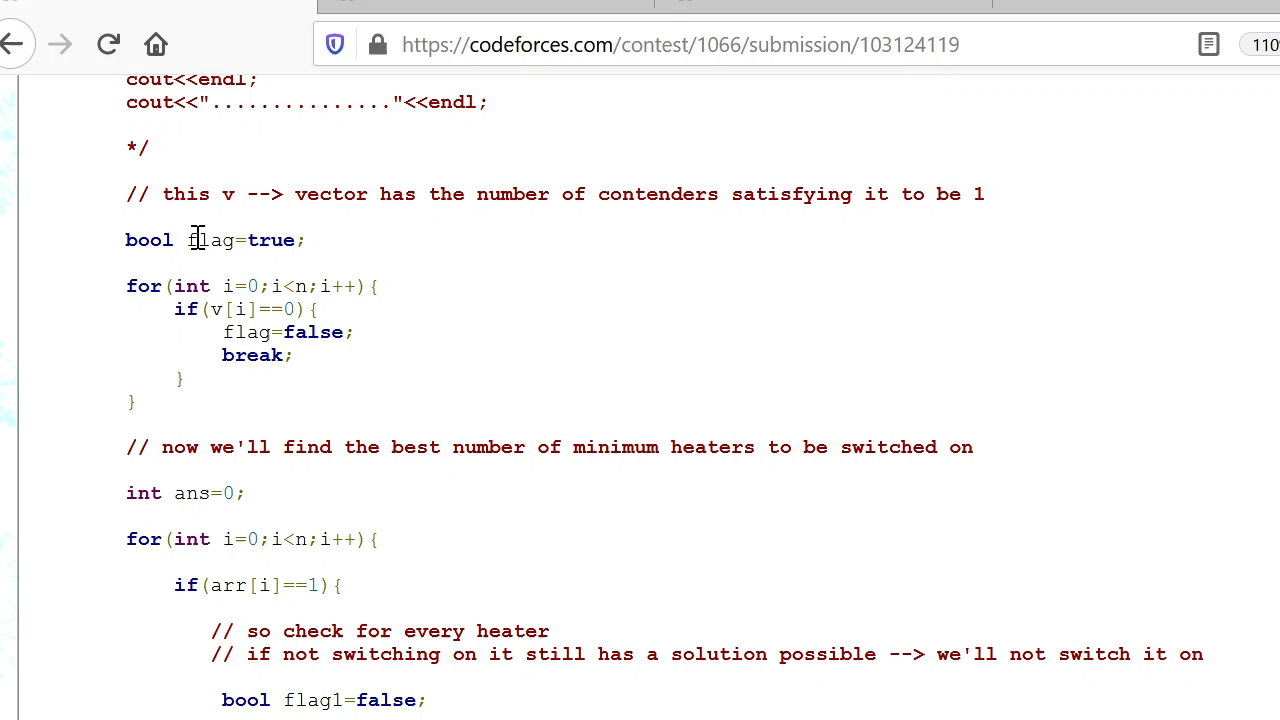 https://codeforces.com/contest/1066/submission/103124119
110
cout<<endl;
cout<<"..............."<<endl;
*/
// this v --> vector has the number of contenders satisfying it to be 1
bool flag=true;
for(int i=0;i<n;i++){
if(v[i]==0){
flag=false;
break;
}
}
// now we'll find the best number of minimum heaters to be switched on
int ans=0;
for(int i=0;i<n;i++){
if(arr[i]==1){
// so check for every heater
// if not switching on it still has a solution possible --> we'll not switch it on
bool flag1=false;